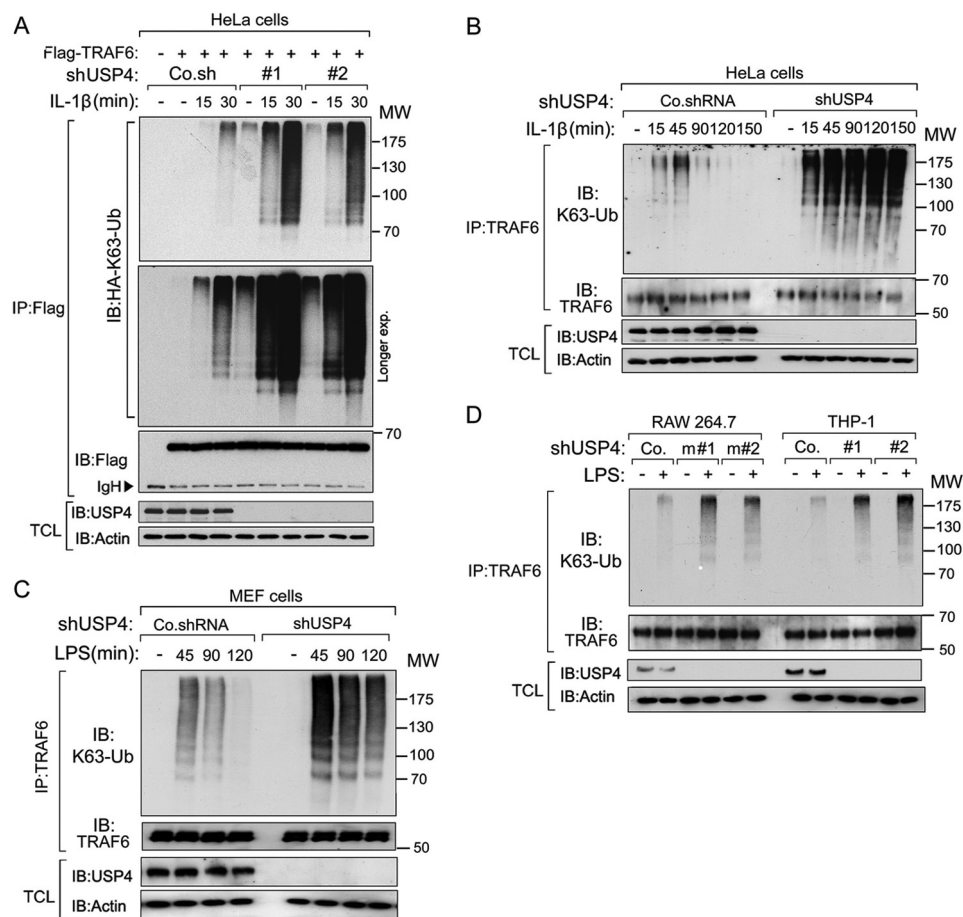 A
HeLa cells
Flag-TRAF6: - + + + + + + + + +
shUSP4: Co.sh #1 #2
IL-1β(min): - - 15 30 - 15 30 - 15 30
MW
175
130
100
70
IP:Flag
IB:HA-K63-Ub
Longer exp.
70
IB:Flag
IgH
TCL
IB:USP4
IB:Actin
B
HeLa cells
shUSP4: Co.shRNA shUSP4
IL-1β(min): - 15 45 90 120 150 - 15 45 90 120 150
MW
175
130
100
70
IP:TRAF6
IB:
K63-Ub
70
IB:
TRAF6
50
TCL
IB:USP4
IB:Actin
C
MEF cells
shUSP4: Co.shRNA shUSP4
LPS(min): - 45 90 120 - 45 90 120
MW
175
130
100
70
IP:TRAF6
IB:
K63-Ub
IB:
TRAF6
50
TCL
IB:USP4
IB:Actin
D
RAW 264.7 THP-1
shUSP4: Co. m#1 m#2 Co. #1 #2
LPS: - + - + - + - + - + - +
MW
175
130
100
70
IP:TRAF6
IB:
K63-Ub
70
IB:
TRAF6
50
TCL
IB:USP4
IB:Actin